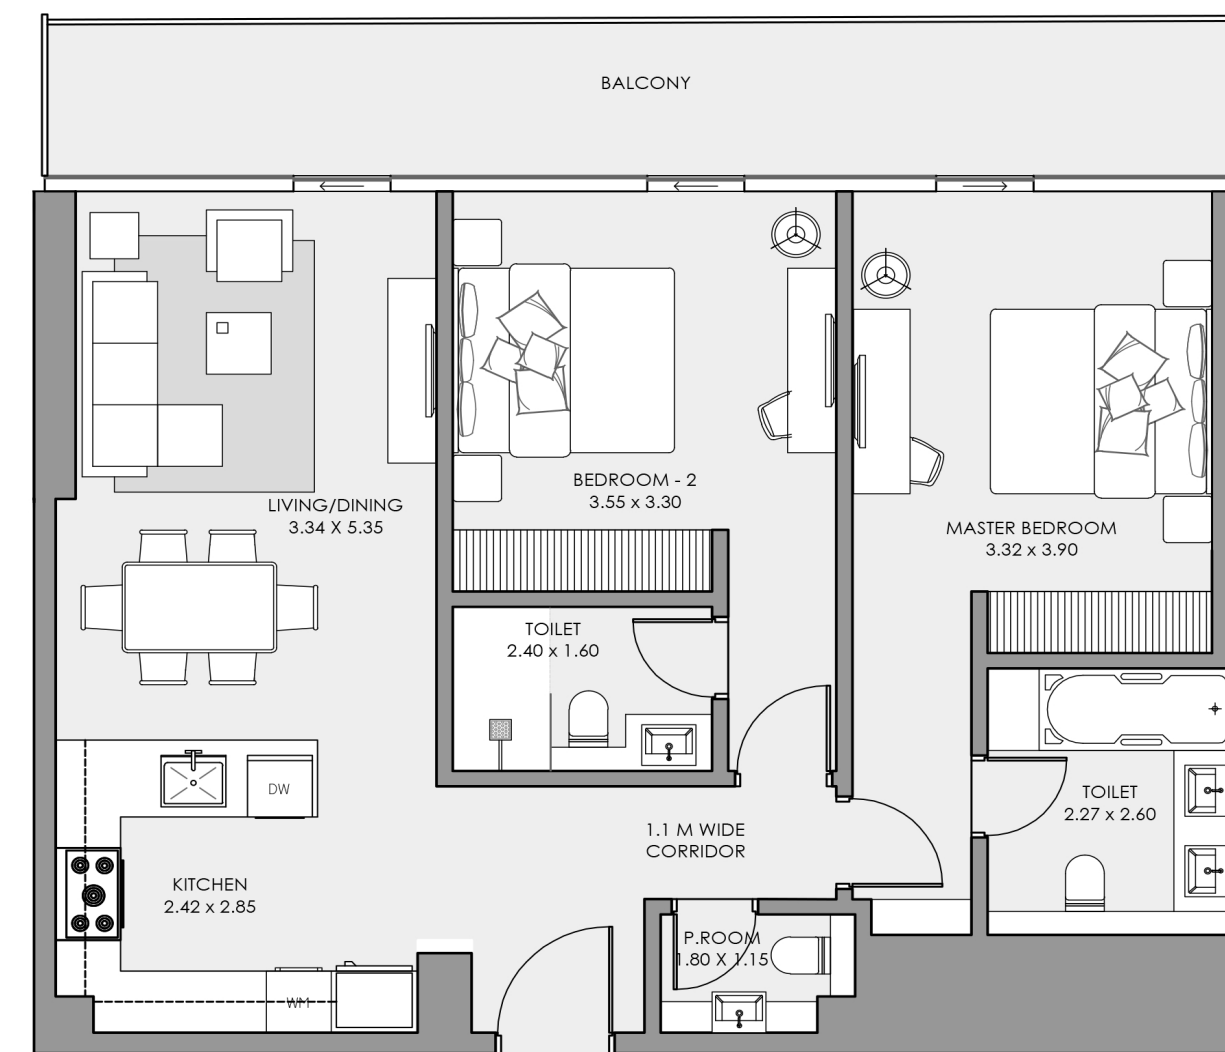 BALCONY
LIVING/DINING
3.34 X 5.35
BEDROOM - 2
3.55 x 3.30
MASTER BEDROOM
3.32 x 3.90
TOILET
2.40 x 1.60
DW
1.1 M WIDE
CORRIDOR
TOILET
2.27 x 2.60
KITCHEN
2.42 x 2.85
P.ROOM
1.80 X 1.15
WM